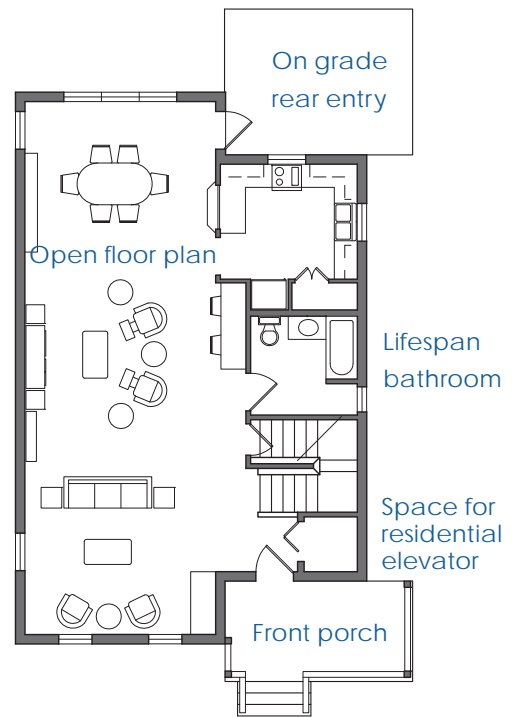 On grade
rear entry
Open floor plan
Lifespan
bathroom
Space for
residential
elevator
Front porch